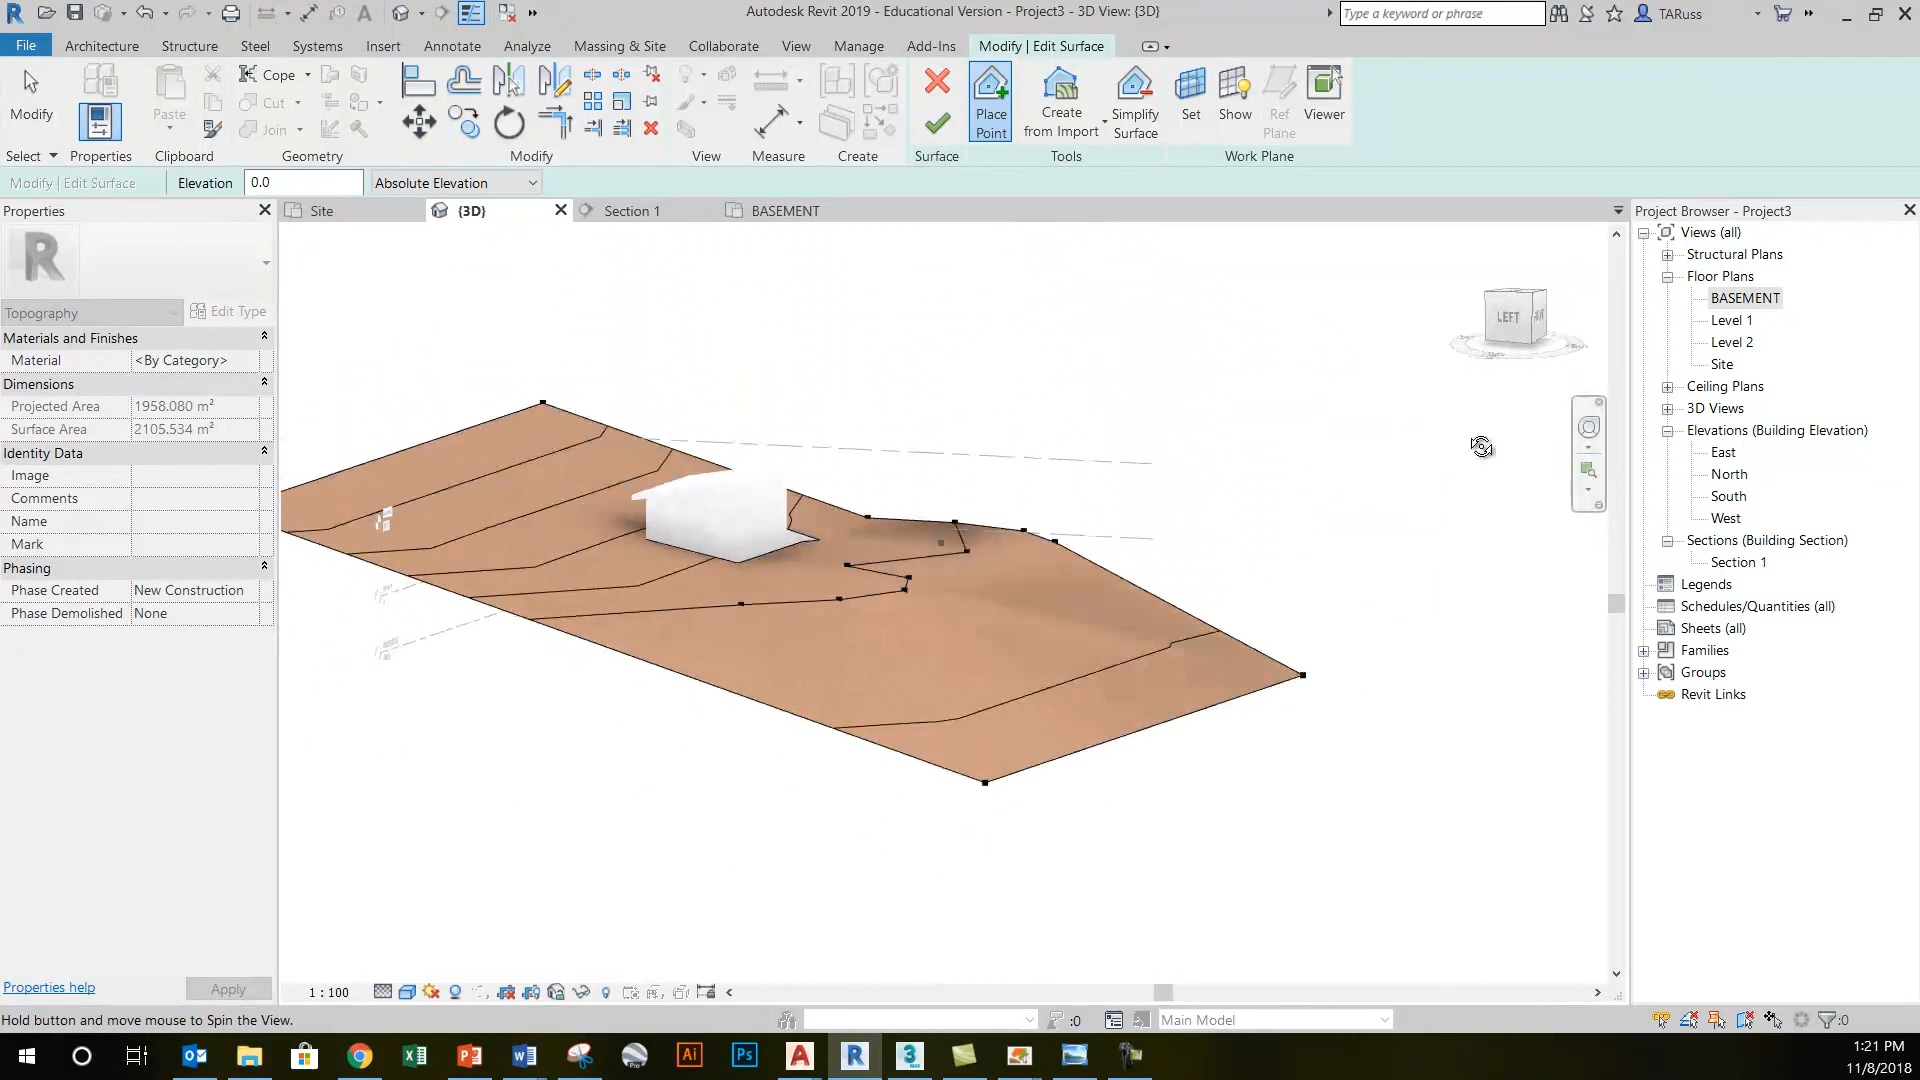 Autodesk Revit 2019 - Educational Version - Project3 - 3D View: {3D}
Type a keyword or phrase
TARuss
File
Architecture
Structure
Steel
Systems
Insert
Annotate
Analyze
Massing & Site
Collaborate
View
Manage
Add-Ins
Modify | Edit Surface
Modify
Paste
Cope
Cut
Join
Place
Point
Create
from Import
Simplify
Surface
Set
Show
Ref
Plane
Viewer
Select
Properties
Clipboard
Geometry
Modify
View
Measure
Create
Surface
Tools
Work Plane
Modify | Edit Surface
Elevation
0.0
Absolute Elevation
Properties
Site
{3D}
Section 1
BASEMENT
Topography
Edit Type
Materials and Finishes
Material <By Category>
Dimensions
Projected Area 1958.080 m²
Surface Area 2105.534 m²
Identity Data
Image
Comments
Name
Mark
Phasing
Phase Created New Construction
Phase Demolished None
Properties help
Apply
LEFT
Project Browser - Project3
Views (all)
Structural Plans
Floor Plans
BASEMENT
Level 1
Level 2
Site
Ceiling Plans
3D Views
Elevations (Building Elevation)
East
North
South
West
Sections (Building Section)
Section 1
Legends
Schedules/Quantities (all)
Sheets (all)
Families
Groups
Revit Links
1 : 100
Hold button and move mouse to Spin the View.
:0
Main Model
:0
1:21 PM
11/8/2018